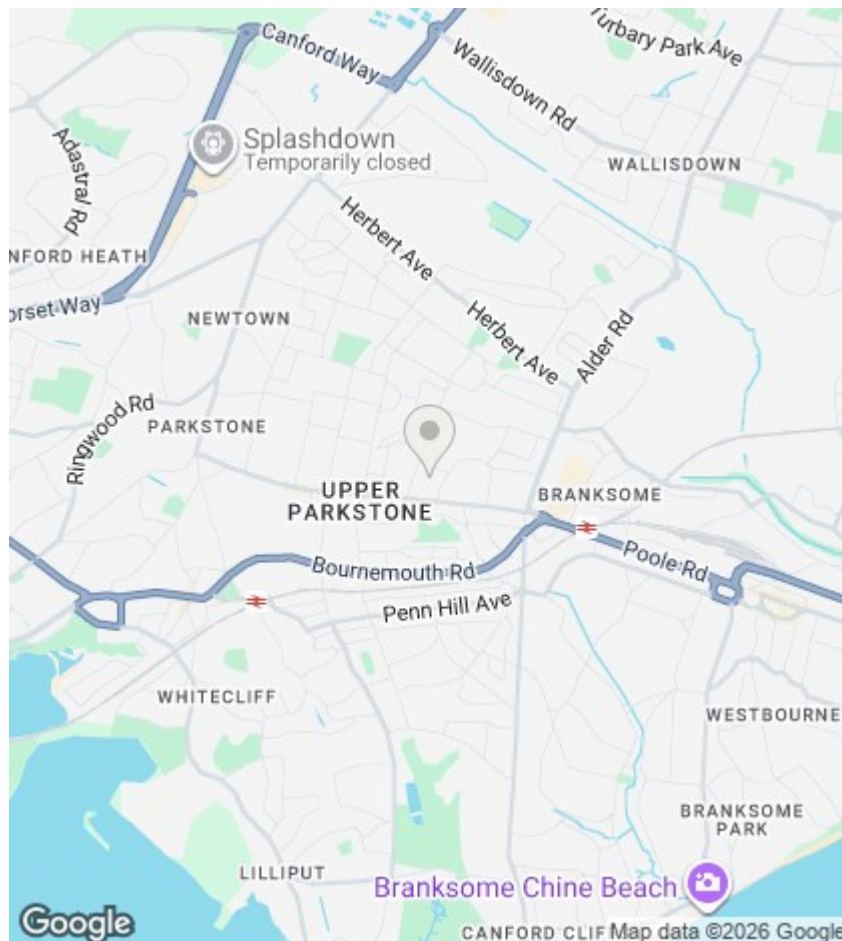 Turbary Park Ave
Canford Way
Wallisdown Rd
Splashdown
Temporarily closed
WALLISDOWN
Adastral Rd
Herbert Ave
NFORD HEATH
orset Way
NEWTOWN
Herbert Ave
Alder Rd
Ringwood Rd
PARKSTONE
UPPER
PARKSTONE
BRANKSOME
Bournemouth Rd
Poole Rd
Penn Hill Ave
WHITECLIFF
WESTBOURNE
BRANKSOME
PARK
LILLIPUT
Branksome Chine Beach
Google
CANFORD CLIF
Map data ©2026 Google